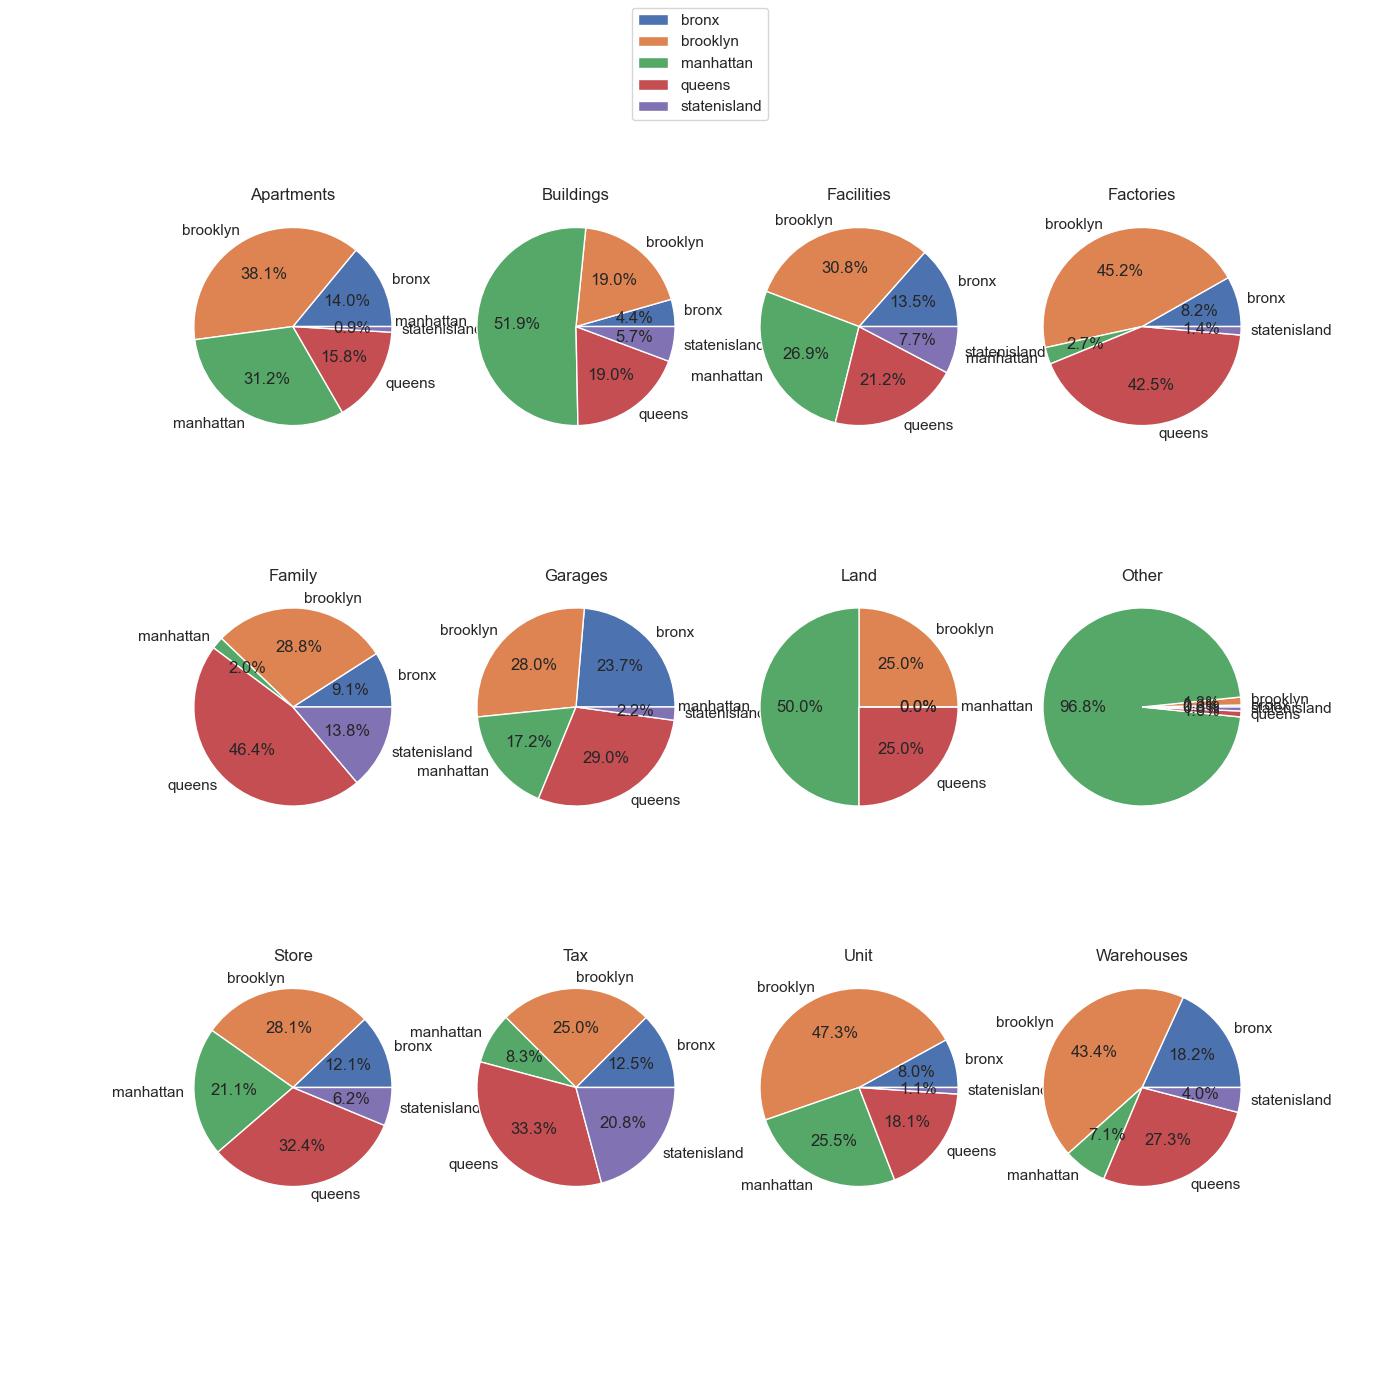 bronx
brooklyn
manhattan
queens
statenisland
Apartments
brooklyn
38.1%
bronx
14.0%
0.9%
statenisland
15.8%
queens
31.2%
manhattan
Buildings
brooklyn
19.0%
bronx
4.4%
manhattan
51.9%
5.7%
statenisland
19.0%
queens
Facilities
brooklyn
30.8%
bronx
13.5%
manhattan
26.9%
7.7%
statenisland
21.2%
queens
Factories
brooklyn
45.2%
bronx
8.2%
1.4%
statenisland
manhattan
2.7%
42.5%
queens
Family
brooklyn
28.8%
manhattan
2.0%
bronx
9.1%
13.8%
statenisland
46.4%
queens
Garages
brooklyn
28.0%
bronx
23.7%
2.2%
statenisland
manhattan
17.2%
29.0%
queens
Land
brooklyn
25.0%
manhattan
50.0%
0.0%
25.0%
queens
Other
96.8%
manhattan
brooklyn
statenisland
queens
Store
brooklyn
28.1%
bronx
12.1%
manhattan
21.1%
6.2%
statenisland
32.4%
queens
Tax
brooklyn
25.0%
manhattan
8.3%
bronx
12.5%
33.3%
queens
20.8%
statenisland
Unit
brooklyn
47.3%
bronx
8.0%
1.1%
statenisland
25.5%
manhattan
18.1%
queens
Warehouses
brooklyn
43.4%
bronx
18.2%
4.0%
statenisland
7.1%
manhattan
27.3%
queens